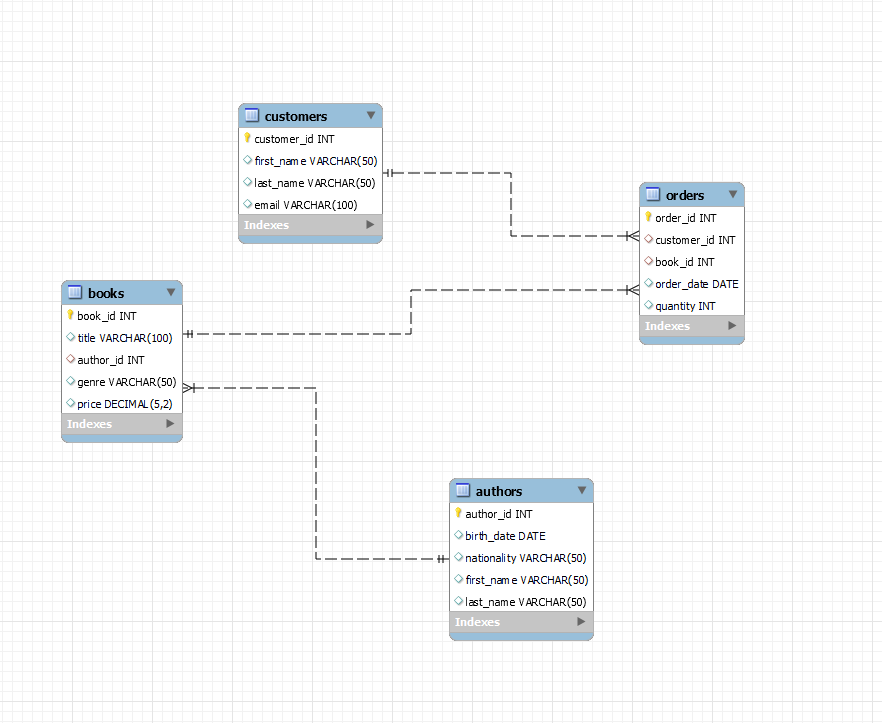 customers
customer_id INT
first_name VARCHAR(50)
last_name VARCHAR(50)
email VARCHAR(100)
Indexes
orders
order_id INT
customer_id INT
book_id INT
order_date DATE
quantity INT
Indexes
books
book_id INT
title VARCHAR(100)
author_id INT
genre VARCHAR(50)
price DECIMAL(5,2)
Indexes
authors
author_id INT
birth_date DATE
nationality VARCHAR(50)
first_name VARCHAR(50)
last_name VARCHAR(50)
Indexes